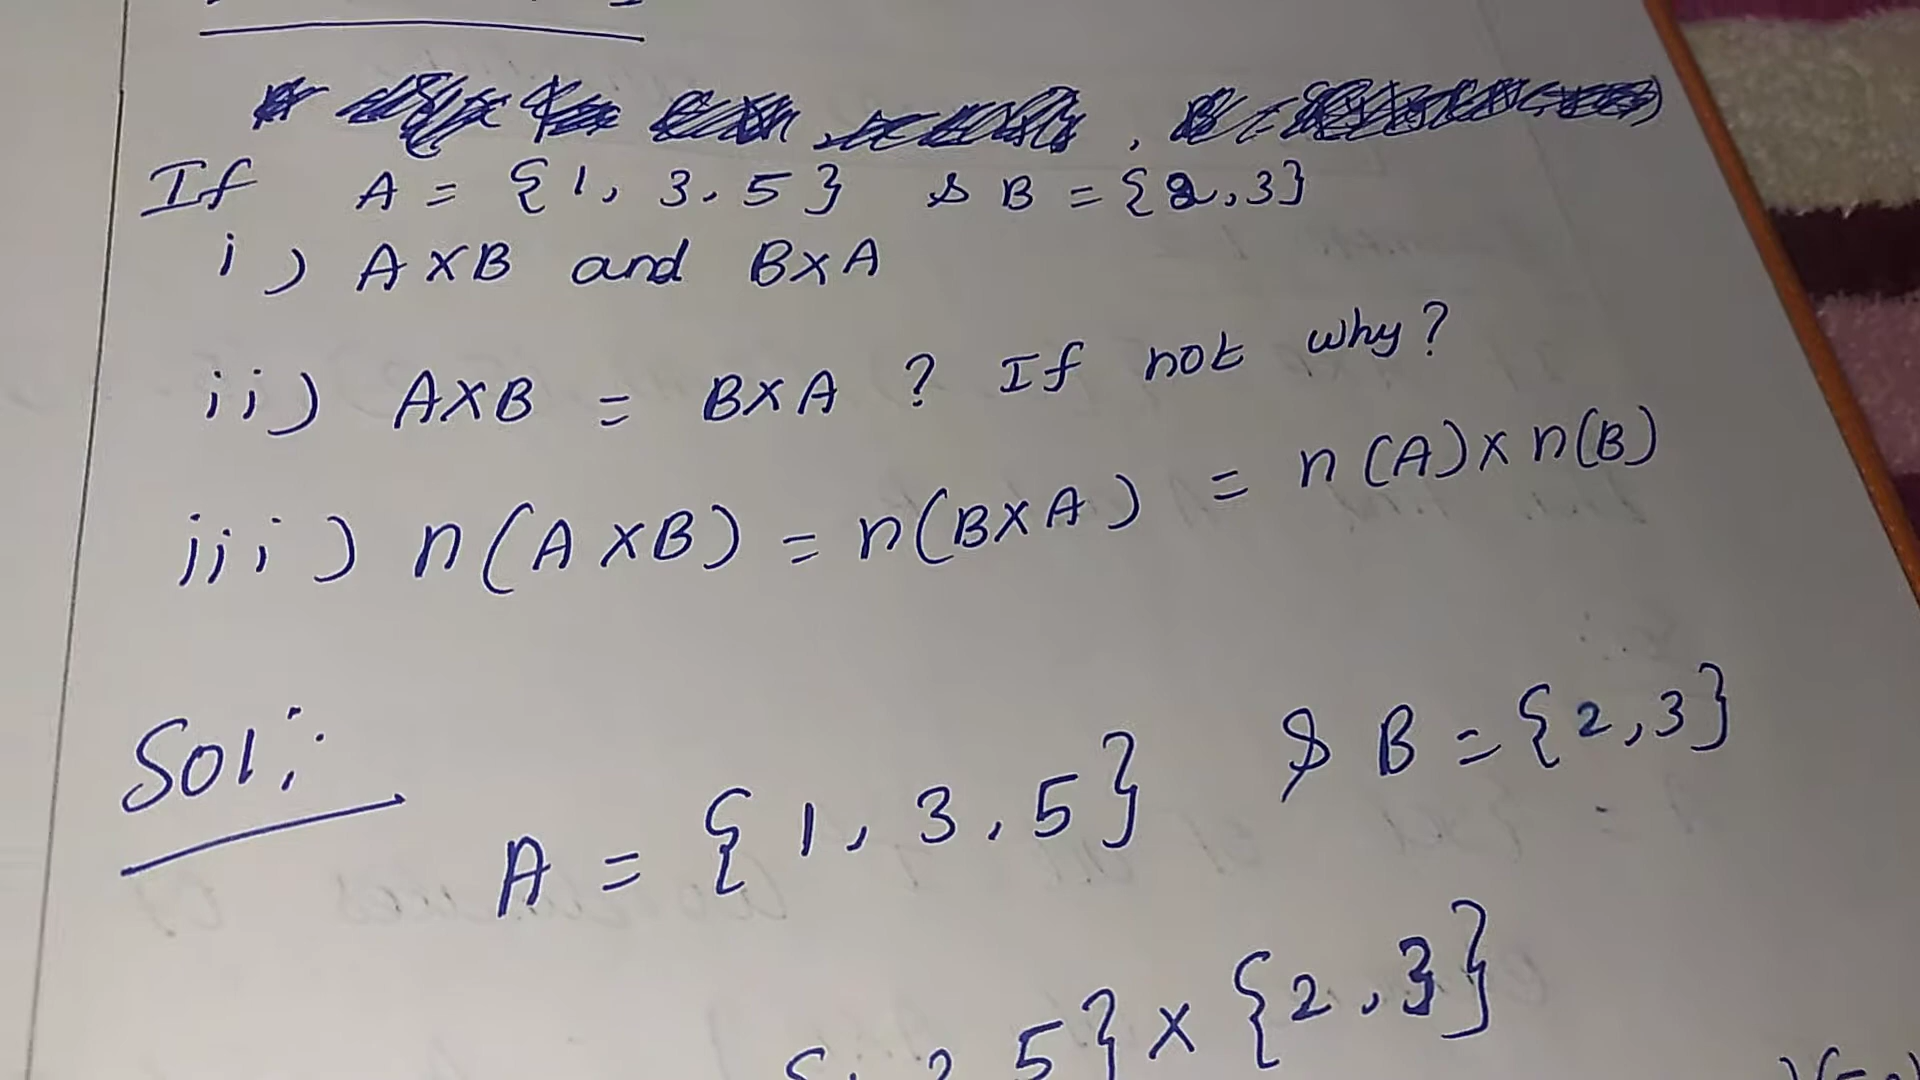 If A = {1, 3, 5} & B = {2,3}
i) A×B and B×A
ii) A×B = B×A ? If not why?
iii) n(A×B) = n(B×A) = n(A)×n(B)
Sol:
A = {1, 3, 5} & B = {2,3}
5} × {2,3}